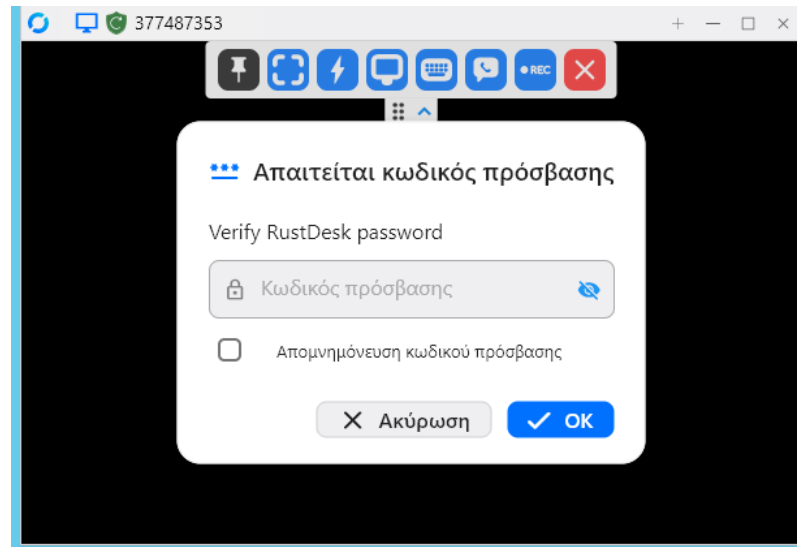 377487353
REC
Απαιτείται κωδικός πρόσβασης
Verify RustDesk password
Κωδικός πρόσβασης
Απομνημόνευση κωδικού πρόσβασης
Ακύρωση
OK